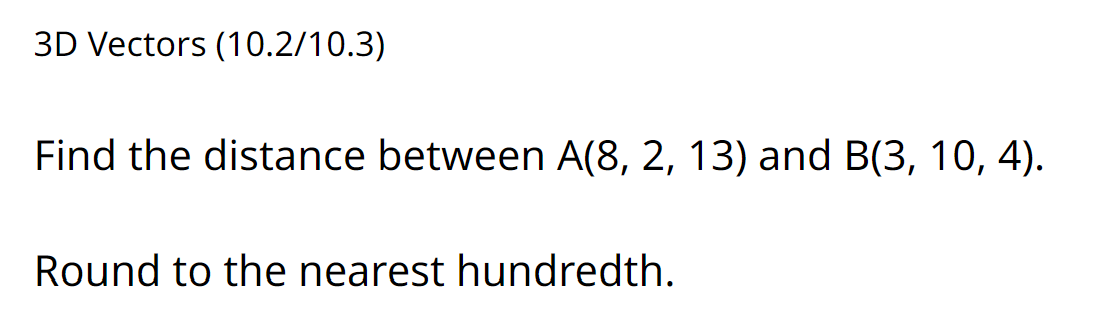 3D Vectors (10.2/10.3)
Find the distance between A(8, 2, 13) and B(3, 10, 4).
Round to the nearest hundredth.